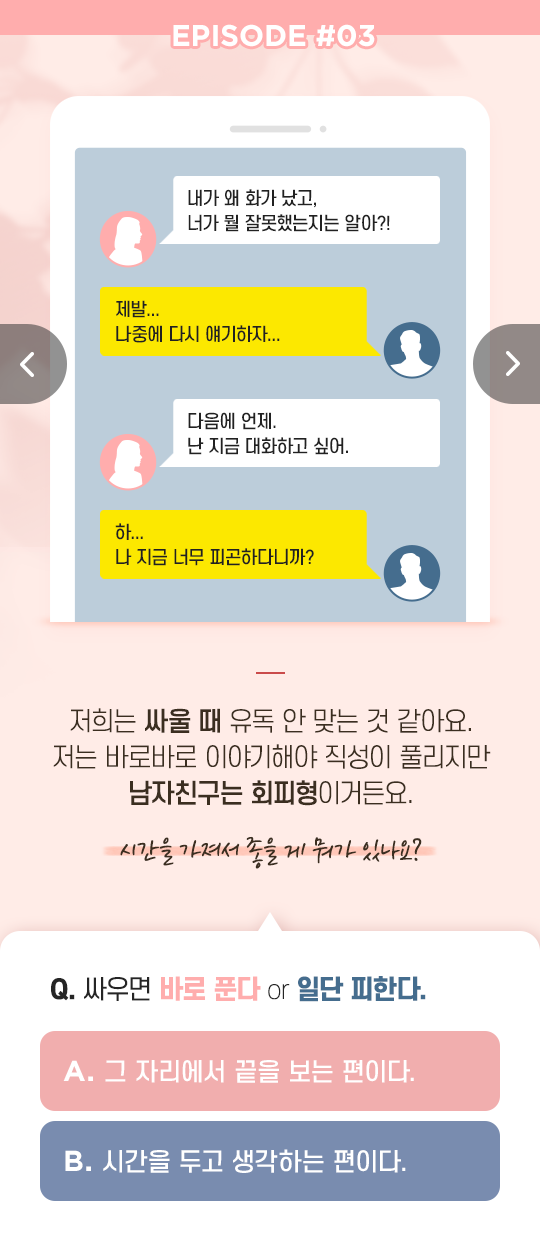 EPISODE #03
내가 왜 화가 났고,
너가 뭘 잘못했는지는 알아?!
제발...
나중에 다시 얘기하자...
다음에 언제.
난 지금 대화하고 싶어.
하...
나 지금 너무 피곤하다니까?
저희는 싸울 때 유독 안 맞는 것 같아요.
저는 바로바로 이야기해야 직성이 풀리지만
남자친구는 회피형이거든요.
시간을 가져서 좋을 게 뭐가 있나요?
Q. 싸우면 바로 푼다 or 일단 피한다.
A. 그 자리에서 끝을 보는 편이다.
B. 시간을 두고 생각하는 편이다.